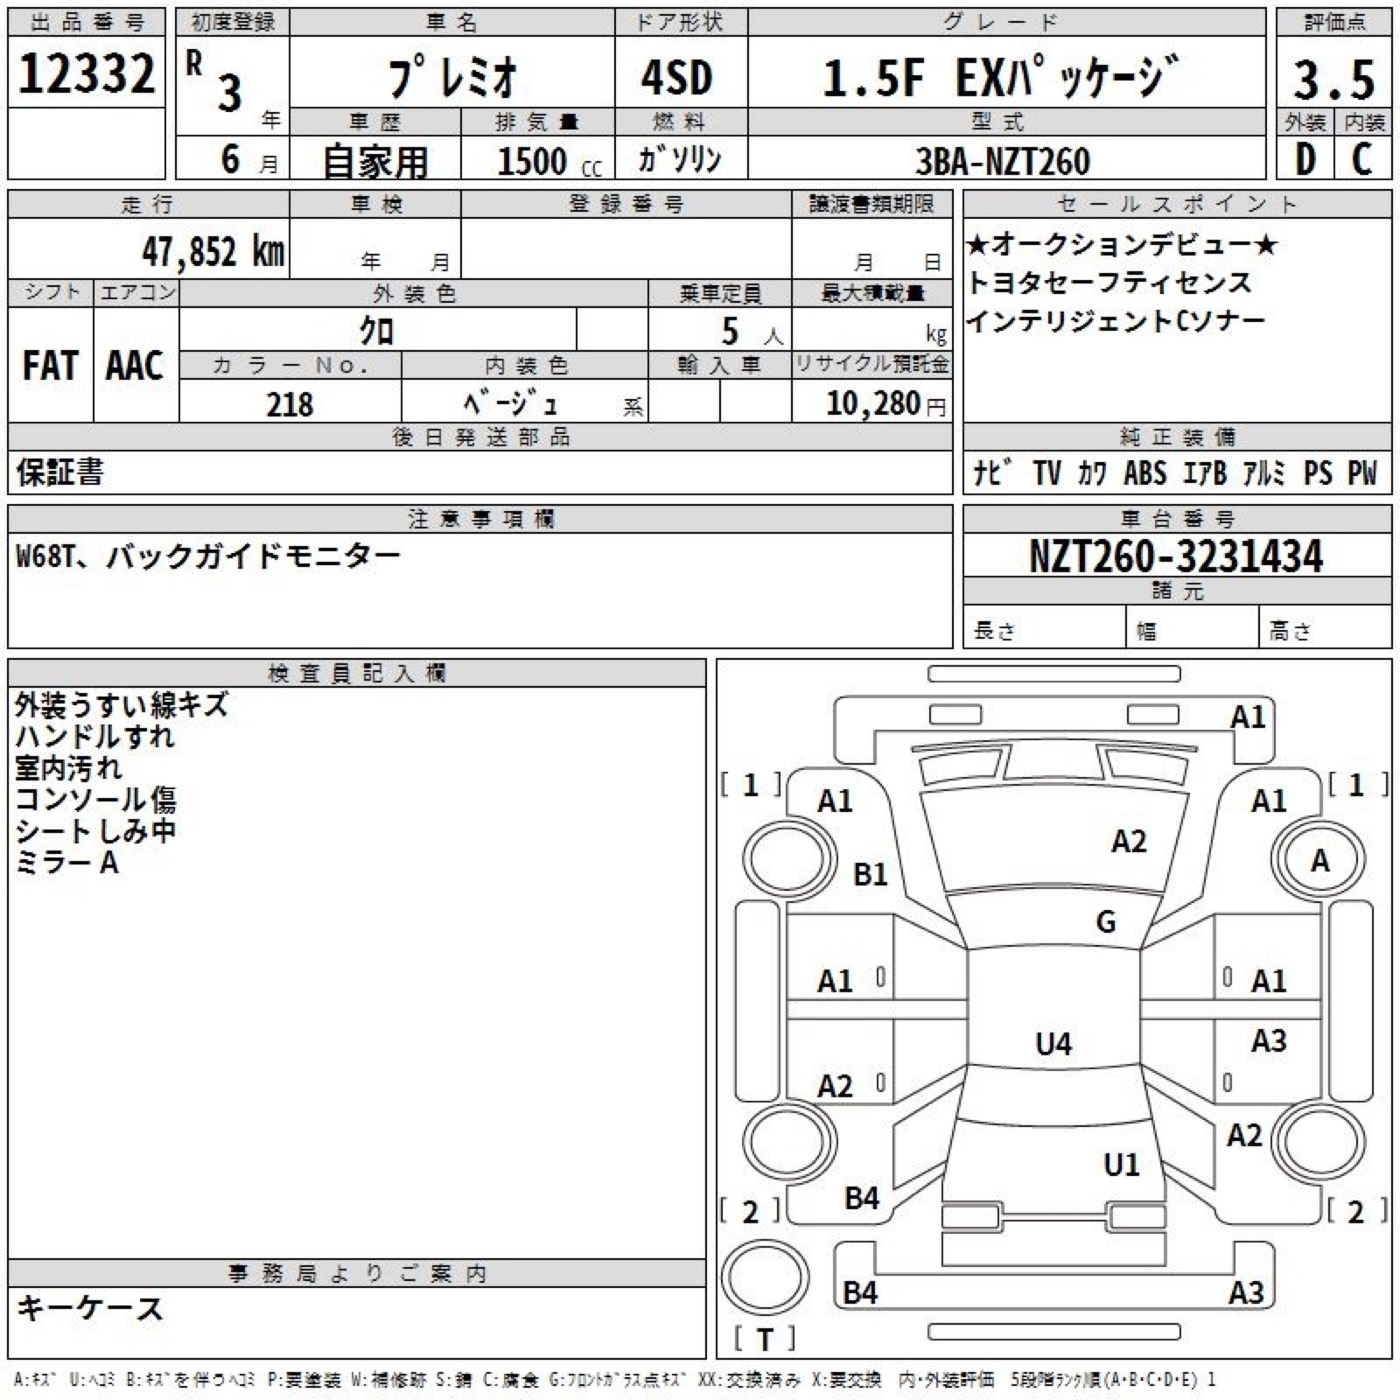 出品番号 初度登録 車名 ドア形状 グレード 評価点
12332 R 3 年 プレミオ 4SD 1.5F EXパッケージ 3.5
車歴 排気量 燃料 型式 外装 内装
6 月 自家用 1500 cc ガソリン 3BA-NZT260 D C
走行 車検 登録番号 譲渡書類期限 セールスポイント
47,852 km 年 月 月 日
★オークションデビュー★
トヨタセーフティセンス
インテリジェントCソナー
シフト エアコン 外装色 乗車定員 最大積載量
FAT AAC クロ 5 人 kg
カラーNo. 内装色 輸入車 リサイクル預託金
218 ベージュ 系 10,280 円
後日発送部品 純正装備
保証書 ナビ TV カワ ABS エアB アルミ PS PW
注意事項欄 車台番号
W68T、バックガイドモニター NZT260-3231434
諸元
長さ 幅 高さ
検査員記入欄
外装うすい線キズ
ハンドルすれ
室内汚れ
コンソール傷
シートしみ中
ミラーA
事務局よりご案内
キーケース
A1
[ 1 ] A1 A1 [ 1 ]
A2
B1 A
G
A1 A1
U4 A3
A2
A2
U1
B4
[ 2 ] [ 2 ]
B4 A3
[ T ]
A:キズ U:ヘコミ B:キズを伴うヘコミ P:要塗装 W:補修跡 S:錆 C:腐食 G:フロントガラス点キズ XX:交換済み X:要交換 内・外装評価 5段階ランク順(A・B・C・D・E) 1